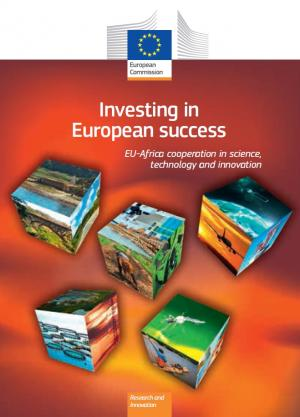 European
Commission
Investing in
European success
EU-Africa cooperation in science,
technology and innovation
Research and
Innovation